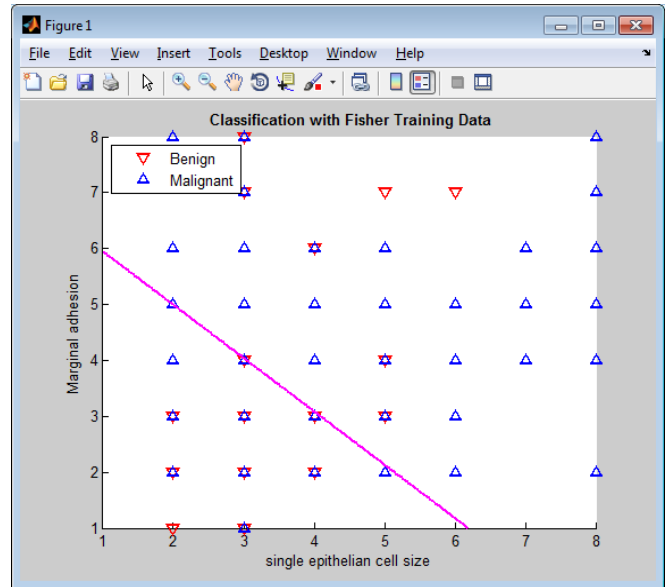 Figure 1
File Edit View Insert Tools Desktop Window Help
Classification with Fisher Training Data
8
Benign
Malignant
7
6
5
4
3
2
1
Marginal adhesion
1 2 3 4 5 6 7 8
single epithelian cell size